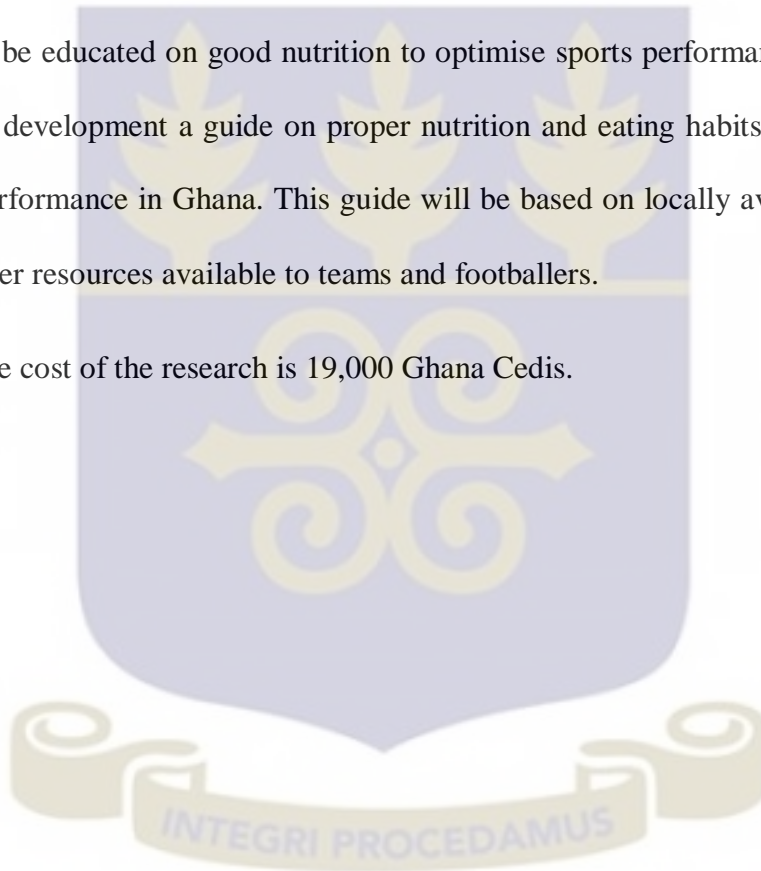 be educated on good nutrition to optimise sports performan
development a guide on proper nutrition and eating habits
rformance in Ghana. This guide will be based on locally av
er resources available to teams and footballers.
e cost of the research is 19,000 Ghana Cedis.
INTEGRI PROCEDAMUS